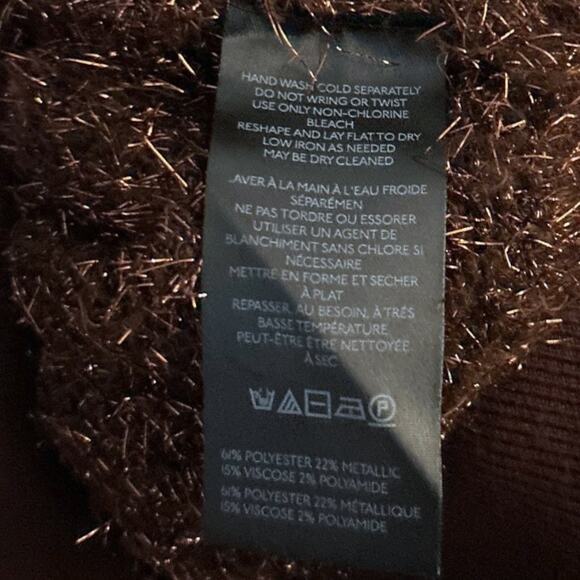 HAND WASH COLD SEPARATELY
DO NOT WRING OR TWIST
USE ONLY NON-CHLORINE
BLEACH
RESHAPE AND LAY FLAT TO DRY
LOW IRON AS NEEDED
MAY BE DRY CLEANED
.AVER À LA MAIN À L'EAU FROIDE
SÉPARÉMEN
NE PAS TORDRE OU ESSORER
UTILISER UN AGENT DE
BLANCHIMENT SANS CHLORE SI
NÉCESSAIRE
METTRE EN FORME ET SECHER
À PLAT
REPASSER, AU BESOIN, À TRÉS
BASSE TEMPÉRATURE
PEUT-ÊTRE ÊTRE NETTOYÉE
À SEC
P
61% POLYESTER 22% METALLIC
15% VISCOSE 2% POLYAMIDE
61% POLYESTER 22% MÉTALLIQUE
15% VISCOSE 2% POLYAMIDE